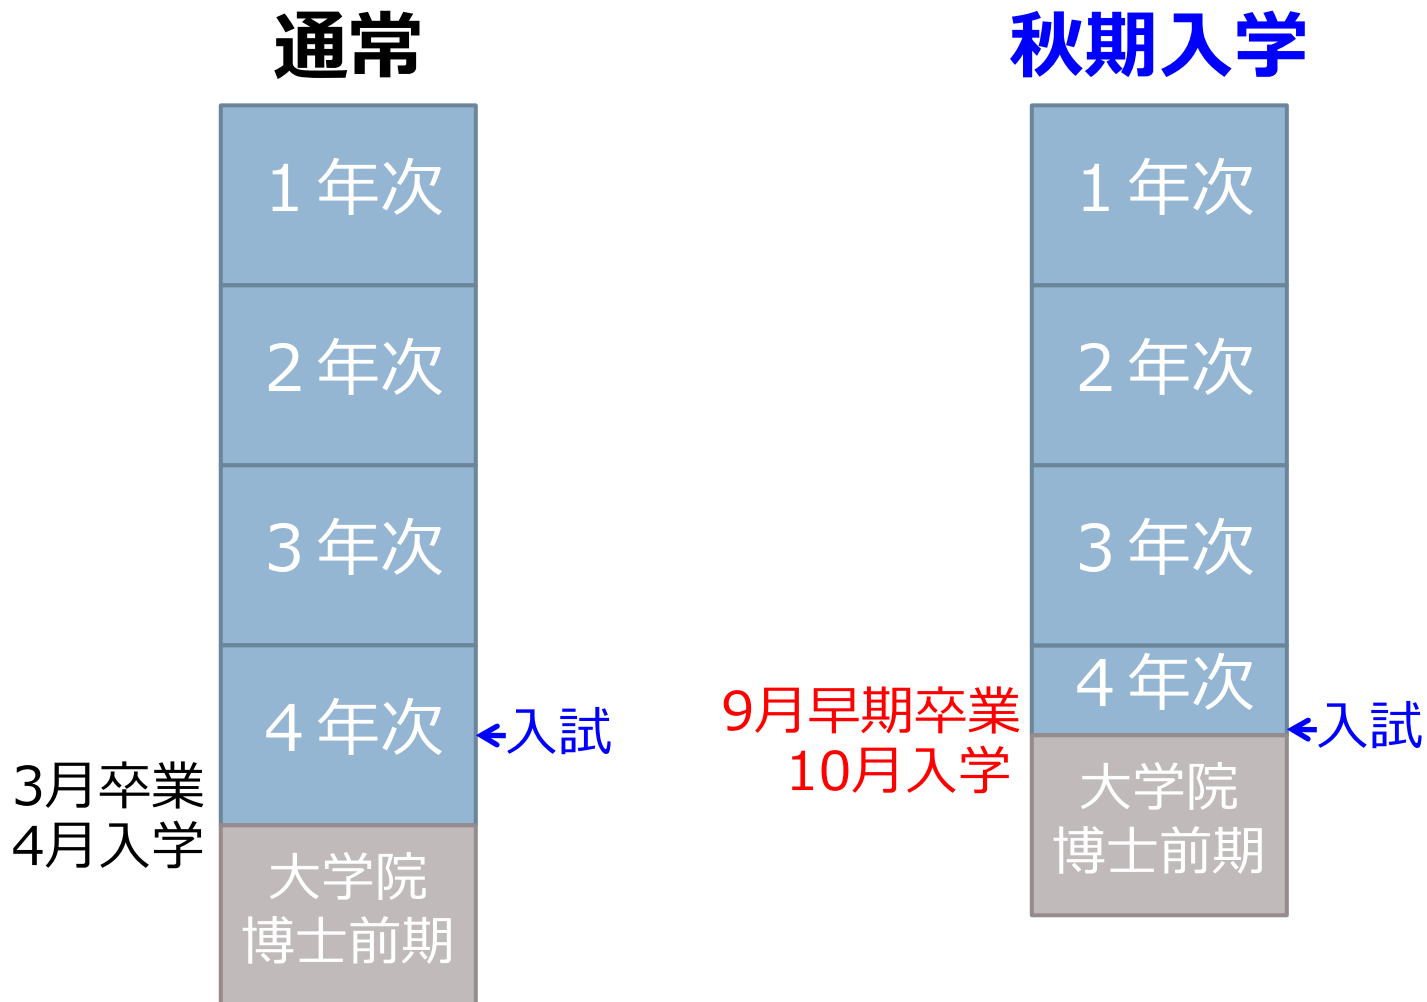 通常
１年次
２年次
３年次
４年次
←入試
3月卒業
4月入学
大学院
博士前期
秋期入学
１年次
２年次
３年次
４年次
←入試
9月早期卒業
10月入学
大学院
博士前期